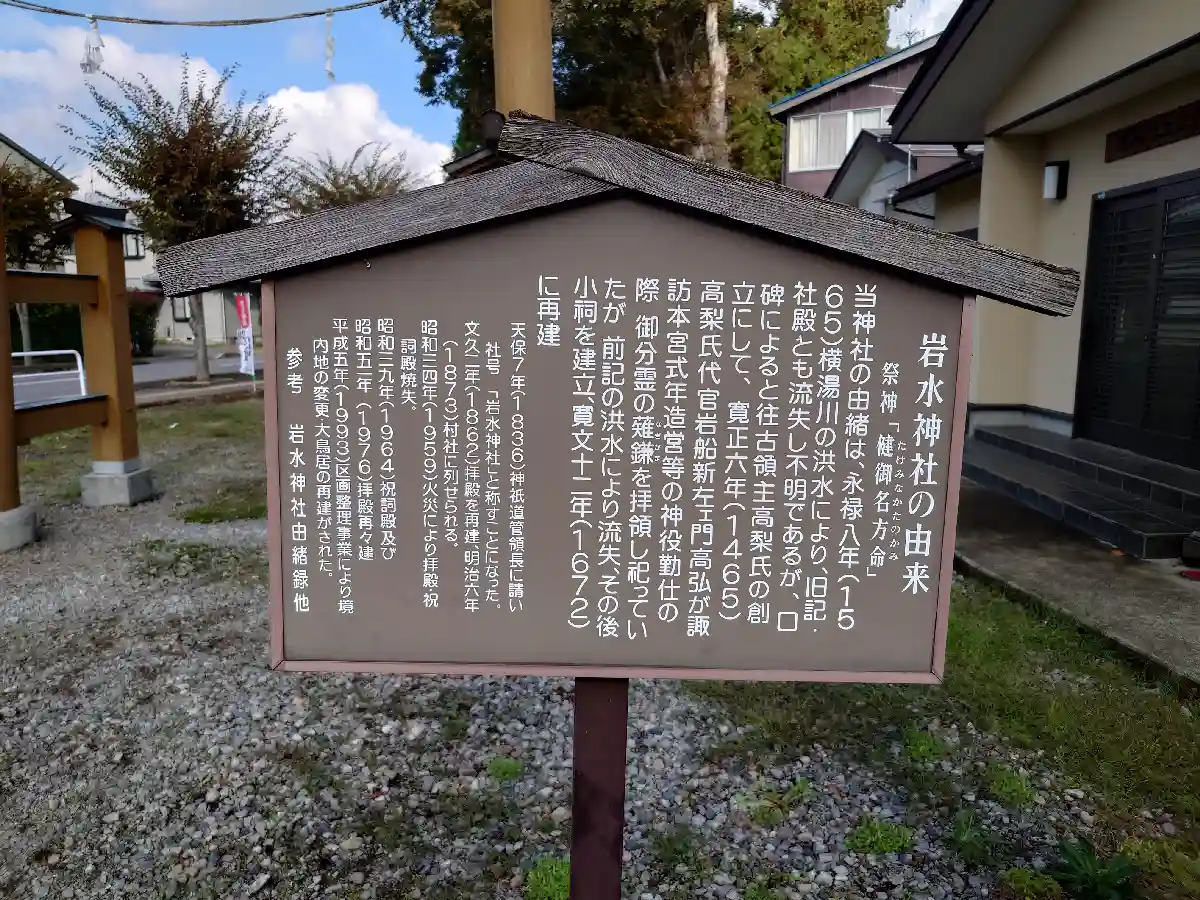 岩水神社の由来
祭神「健御名方命」
たけみなかたのかみ
当神社の由緒は、永禄八年(15
65)横湯川の洪水により、旧記・
社殿とも流失し不明であるが、口
碑によると往古領主高梨氏の創
立にして、寛正六年(1465)
高梨氏代官岩船新左エ門高弘が諏
訪本宮式年造営等の神役勤仕の
際 御分霊の薙鎌を拝領し祀ってい
なぎがま
たが 前記の洪水により流失、その後
小祠を建立、寛文十二年(1672)
に再建
天保7年(1836)神祇道管領長に請い
社号「岩水神社と称すことになった。
文久二年(1862)拝殿を再建、明治六年
(1873)村社に列せられる。
昭和三四年(1959)火災により拝殿祝
詞殿焼失。
昭和三九年(1964祝詞殿及び
昭和五一年(1976)拝殿再々建
平成五年(1993)区画整理事業により境
内地の変更大鳥居の再建がされた。
参考 岩水神社由緒録他